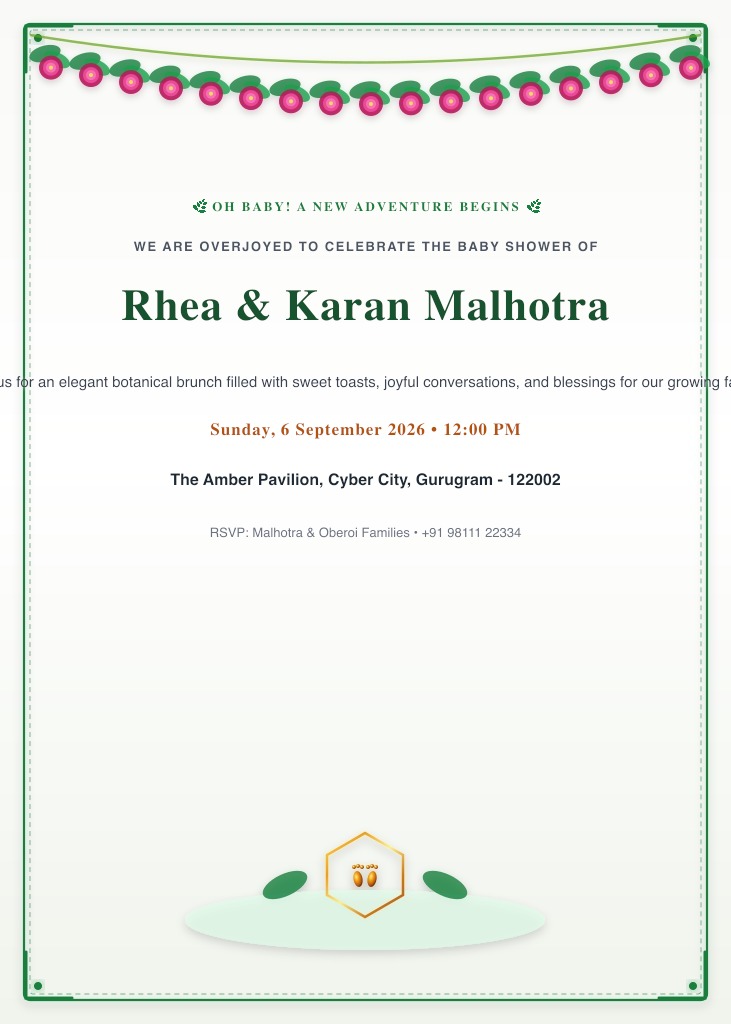 🌿 OH BABY! A NEW ADVENTURE BEGINS 🌿
WE ARE OVERJOYED TO CELEBRATE THE BABY SHOWER OF
Rhea & Karan Malhotra
us for an elegant botanical brunch filled with sweet toasts, joyful conversations, and blessings for our growing
Sunday, 6 September 2026 • 12:00 PM
The Amber Pavilion, Cyber City, Gurugram - 122002
RSVP: Malhotra & Oberoi Families • +91 98111 22334